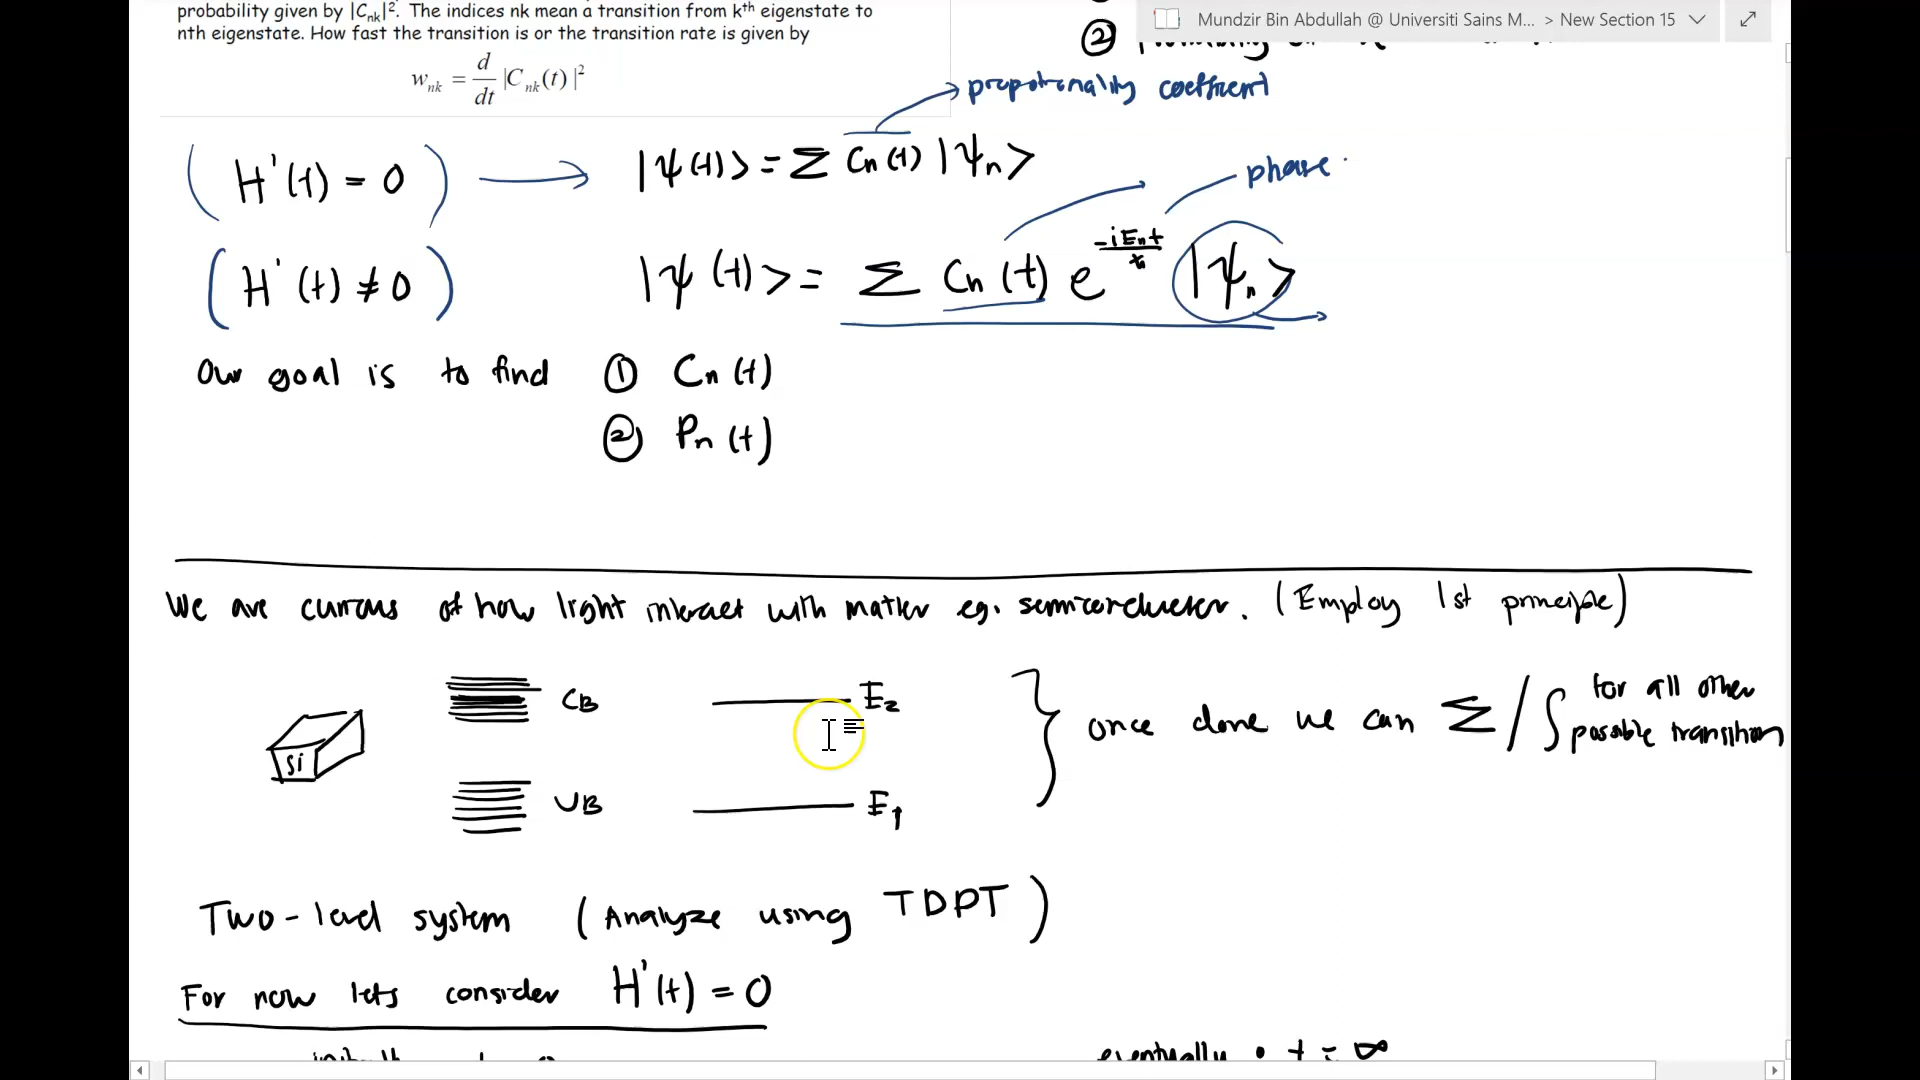 probability given by |Cnk|². The indices nk mean a transition from kth eigenstate to
nth eigenstate. How fast the transition is or the transition rate is given by
w_nk = d/dt |C_nk(t)|²
Mundzir Bin Abdullah @ Universiti Sains M... > New Section 15
②
proportionality coefficient
(H'(t) = 0) → |ψ(t)> = Σ Cn(t) |ψn>
phase
(H'(t) ≠ 0) |ψ(t)> = Σ Cn(t) e^(-iEnt/ħ) |ψn>
Our goal is to find ① Cn(t)
② Pn(t)
We are curious of how light interact with matter eg. semiconductor. (Employ 1st principle)
Si
CB
E2
VB
E1
once done we can Σ/∫ for all other
possible transition
Two-level system (Analyze using TDPT)
For now lets consider H'(t) = 0
eventually • t = ∞